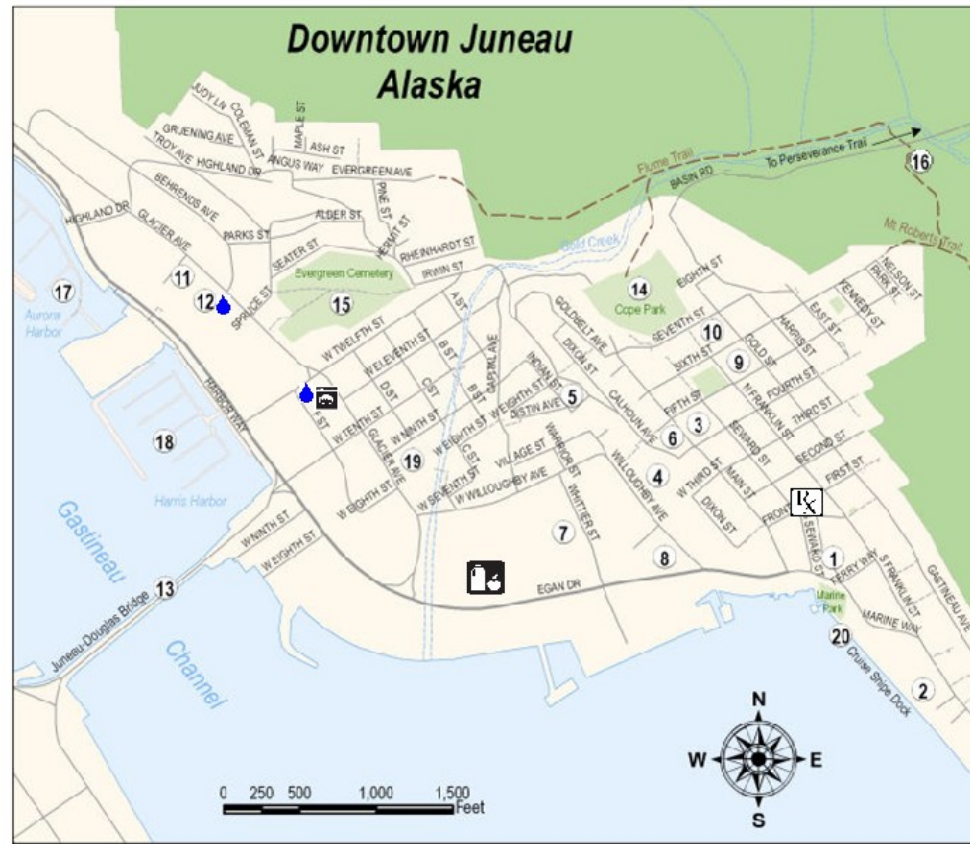 Downtown Juneau
Alaska
JUDY LN
COLEMAN ST
MAPLE ST
GRUENING AVE
ASH ST
TROY AVE
HIGHLAND DR
ANGUS WAY
EVERGREEN AVE
Flume Trail
To Perseverance Trail
BASIN RD
16
BEHRENDS AVE
PINE ST
HIGHLAND DR
GLACIER AVE
ALDER ST
PARKS ST
HERMIT ST
RHEINHARDT ST
Gold Creek
Mt Roberts Trail
SEATER ST
IRWIN ST
EIGHTH ST
NELSON ST
PARK ST
KENNEDY ST
EAST ST
11
12
SPRUCE ST
Evergreen Cemetery
15
14
Cope Park
17
Aurora
Harbor
A ST
GOLDBELT AVE
SEVENTH ST
10
HARRIS ST
W TWELFTH ST
W ELEVENTH ST
B ST
CAPITAL AVE
INDIAN ST
DIXON ST
SIXTH ST
GOLD ST
9
FOURTH ST
HARBOR WAY
F ST
D ST
C ST
B ST
W EIGHTH ST
DISTIN AVE
5
CALHOUN AVE
FIFTH ST
N FRANKLIN ST
THIRD ST
W TENTH ST
W NINTH ST
GLACIER AVE
W EIGHTH ST
C ST
VILLAGE ST
WARRIOR ST
WILLOUGHBY AVE
6
3
SEWARD ST
SECOND ST
18
Harris Harbor
19
W SEVENTH ST
W WILLOUGHBY AVE
4
W THIRD ST
MAIN ST
FIRST ST
W EIGHTH ST
WHITTIER ST
DIXON ST
Gastineau
W NINTH ST
W EIGHTH ST
7
8
SEWARD ST
1
FERRY WAY
S FRANKLIN ST
GASTINEAU AVE
13
Juneau-Douglas Bridge
EGAN DR
Marine
Park
MARINE WAY
Channel
20
2
N
W
E
S
0 250 500 1,000 1,500
Feet